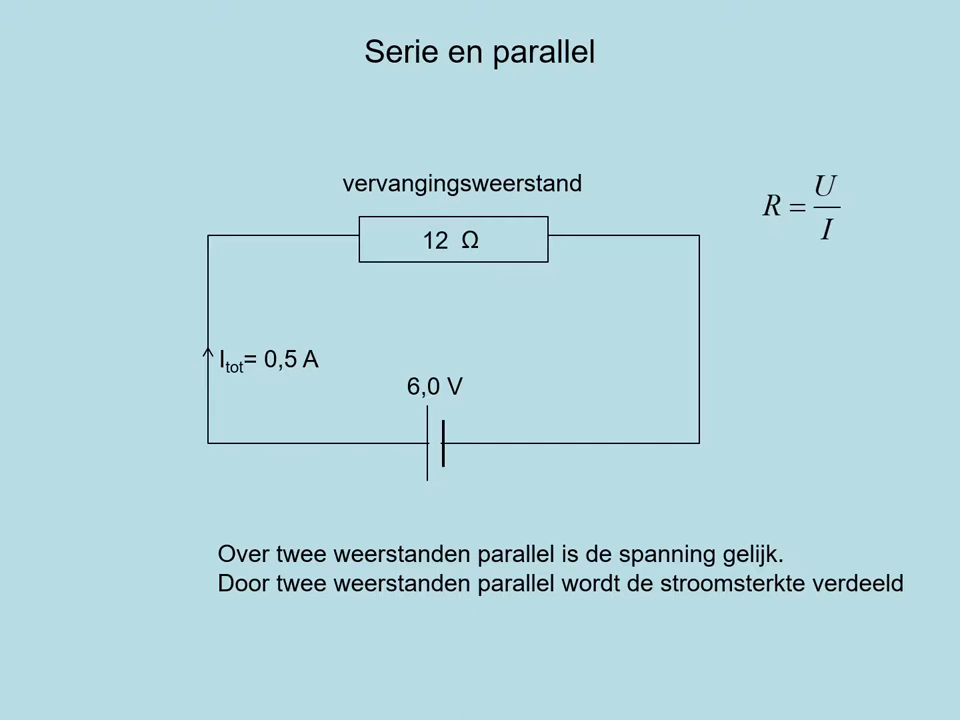 Serie en parallel
vervangingsweerstand
R = U/I
12 Ω
Itot= 0,5 A
6,0 V
Over twee weerstanden parallel is de spanning gelijk.
Door twee weerstanden parallel wordt de stroomsterkte verdeeld